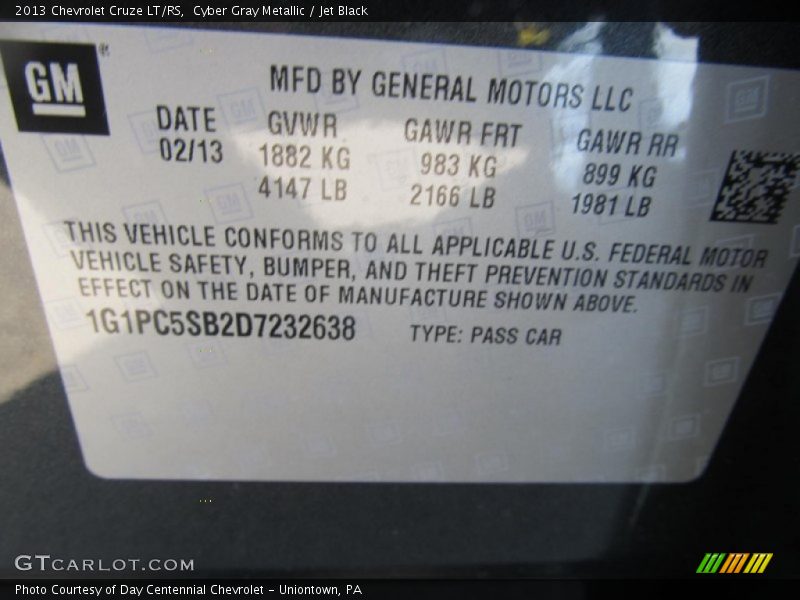 2013 Chevrolet Cruze LT/RS, Cyber Gray Metallic / Jet Black
GM
MFD BY GENERAL MOTORS LLC
DATE GVWR GAWR FRT GAWR RR
02/13 1882 KG 983 KG 899 KG
4147 LB 2166 LB 1981 LB
THIS VEHICLE CONFORMS TO ALL APPLICABLE U.S. FEDERAL MOTOR
VEHICLE SAFETY, BUMPER, AND THEFT PREVENTION STANDARDS IN
EFFECT ON THE DATE OF MANUFACTURE SHOWN ABOVE.
1G1PC5SB2D7232638 TYPE: PASS CAR
GTCARLOT.COM
Photo Courtesy of Day Centennial Chevrolet - Uniontown, PA